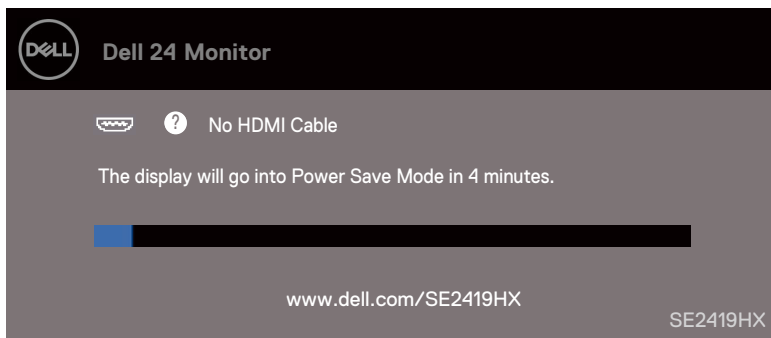 DELL
Dell 24 Monitor
? No HDMI Cable
The display will go into Power Save Mode in 4 minutes.
www.dell.com/SE2419HX
SE2419HX